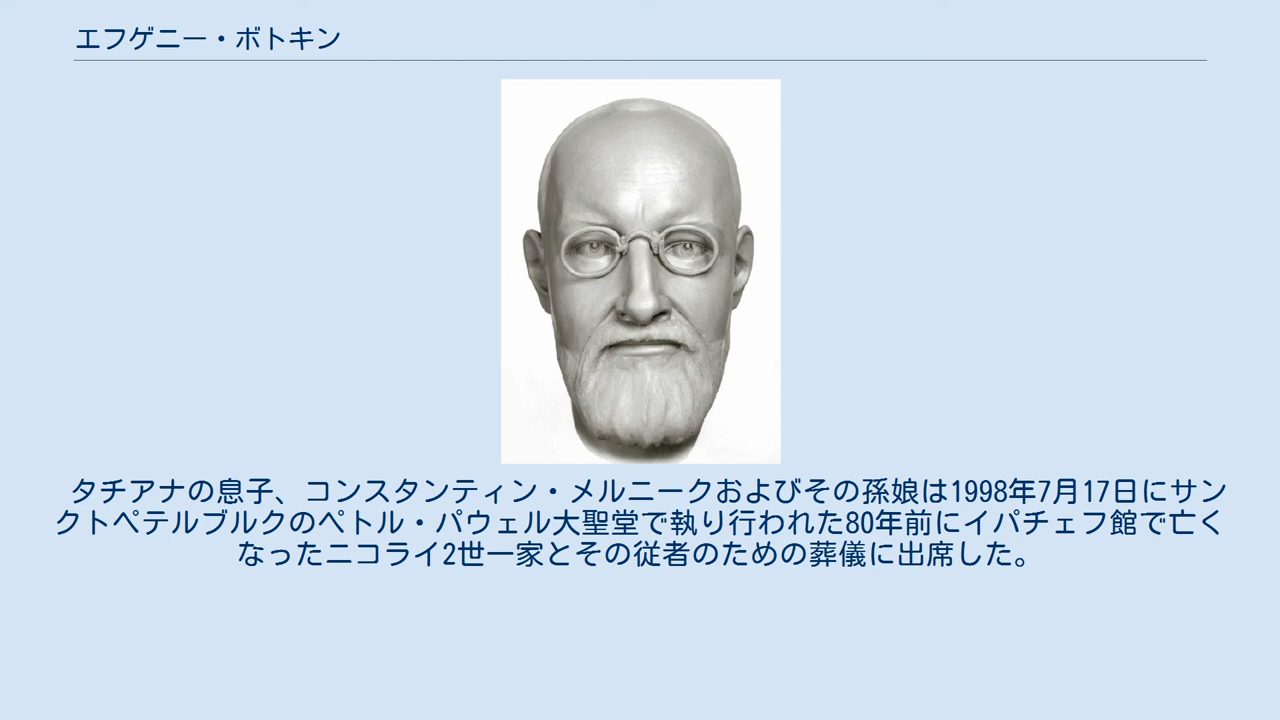 エフゲニー・ボトキン
タチアナの息子、コンスタンティン・メルニークおよびその孫娘は1998年7月17日にサン
クトペテルブルクのペトル・パウェル大聖堂で執り行われた80年前にイパチェフ館で亡く
なったニコライ2世一家とその従者のための葬儀に出席した。